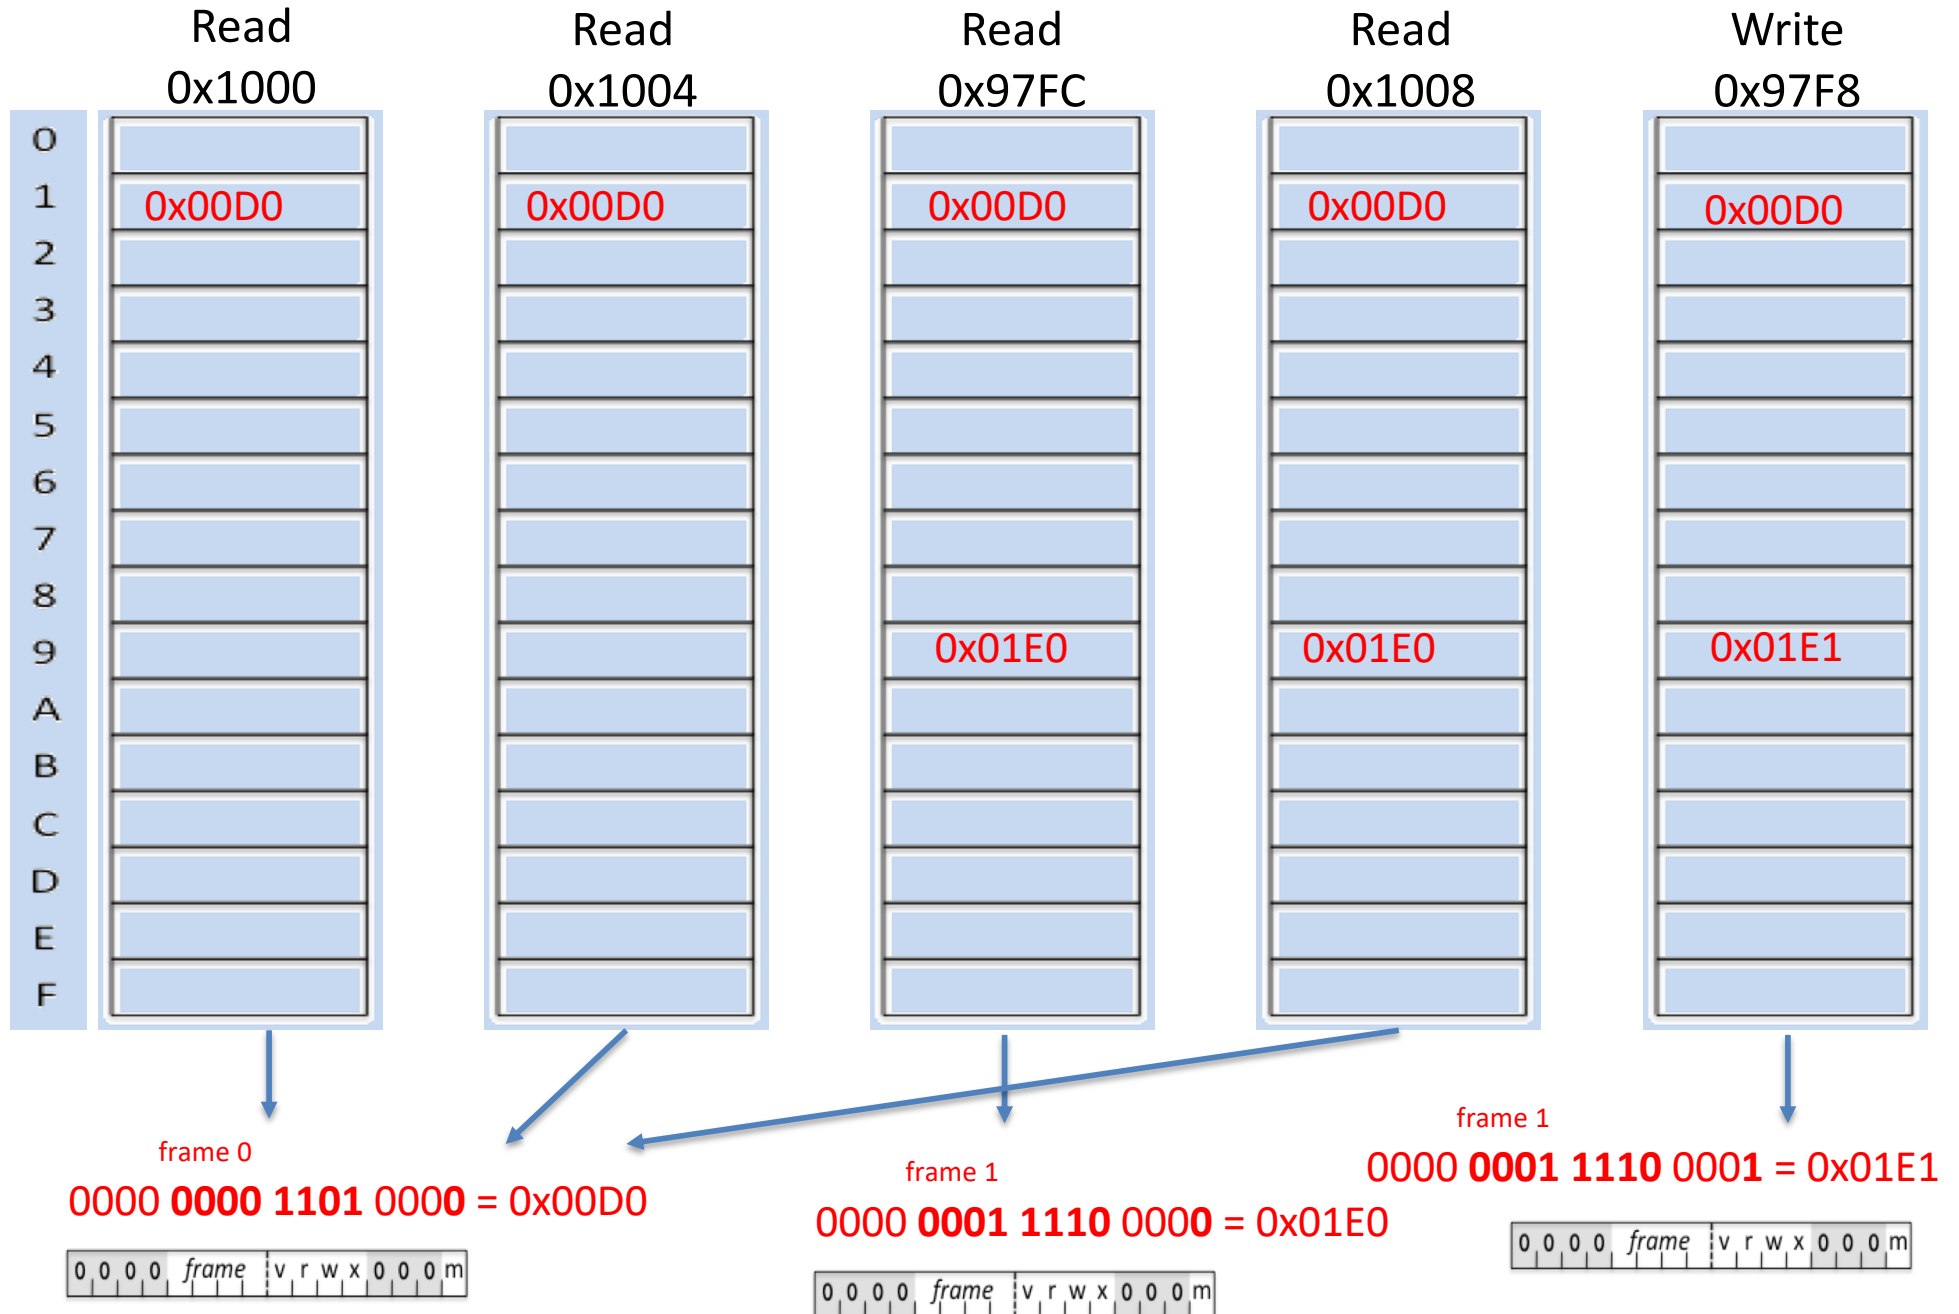 Read
0x1000
Read
0x1004
Read
0x97FC
Read
0x1008
Write
0x97F8
0
1
2
3
4
5
6
7
8
9
A
B
C
D
E
F
0x00D0
0x00D0
0x00D0
0x00D0
0x00D0
0x01E0
0x01E0
0x01E1
frame 0
0000 0000 1101 0000 = 0x00D0
0 0 0 0 frame v r w x 0 0 0 m
frame 1
0000 0001 1110 0000 = 0x01E0
0 0 0 0 frame v r w x 0 0 0 m
frame 1
0000 0001 1110 0001 = 0x01E1
0 0 0 0 frame v r w x 0 0 0 m